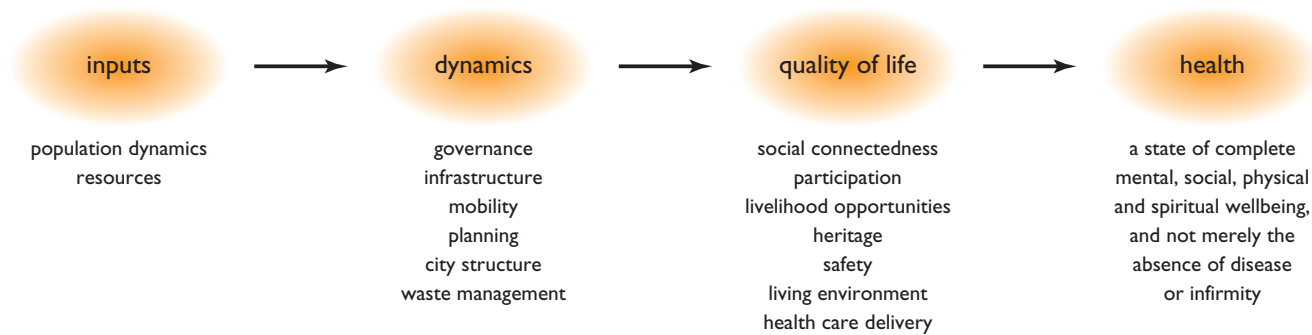 inputs
population dynamics
resources
dynamics
governance
infrastructure
mobility
planning
city structure
waste management
quality of life
social connectedness
participation
livelihood opportunities
heritage
safety
living environment
health care delivery
health
a state of complete
mental, social, physical
and spiritual wellbeing,
and not merely the
absence of disease
or infirmity